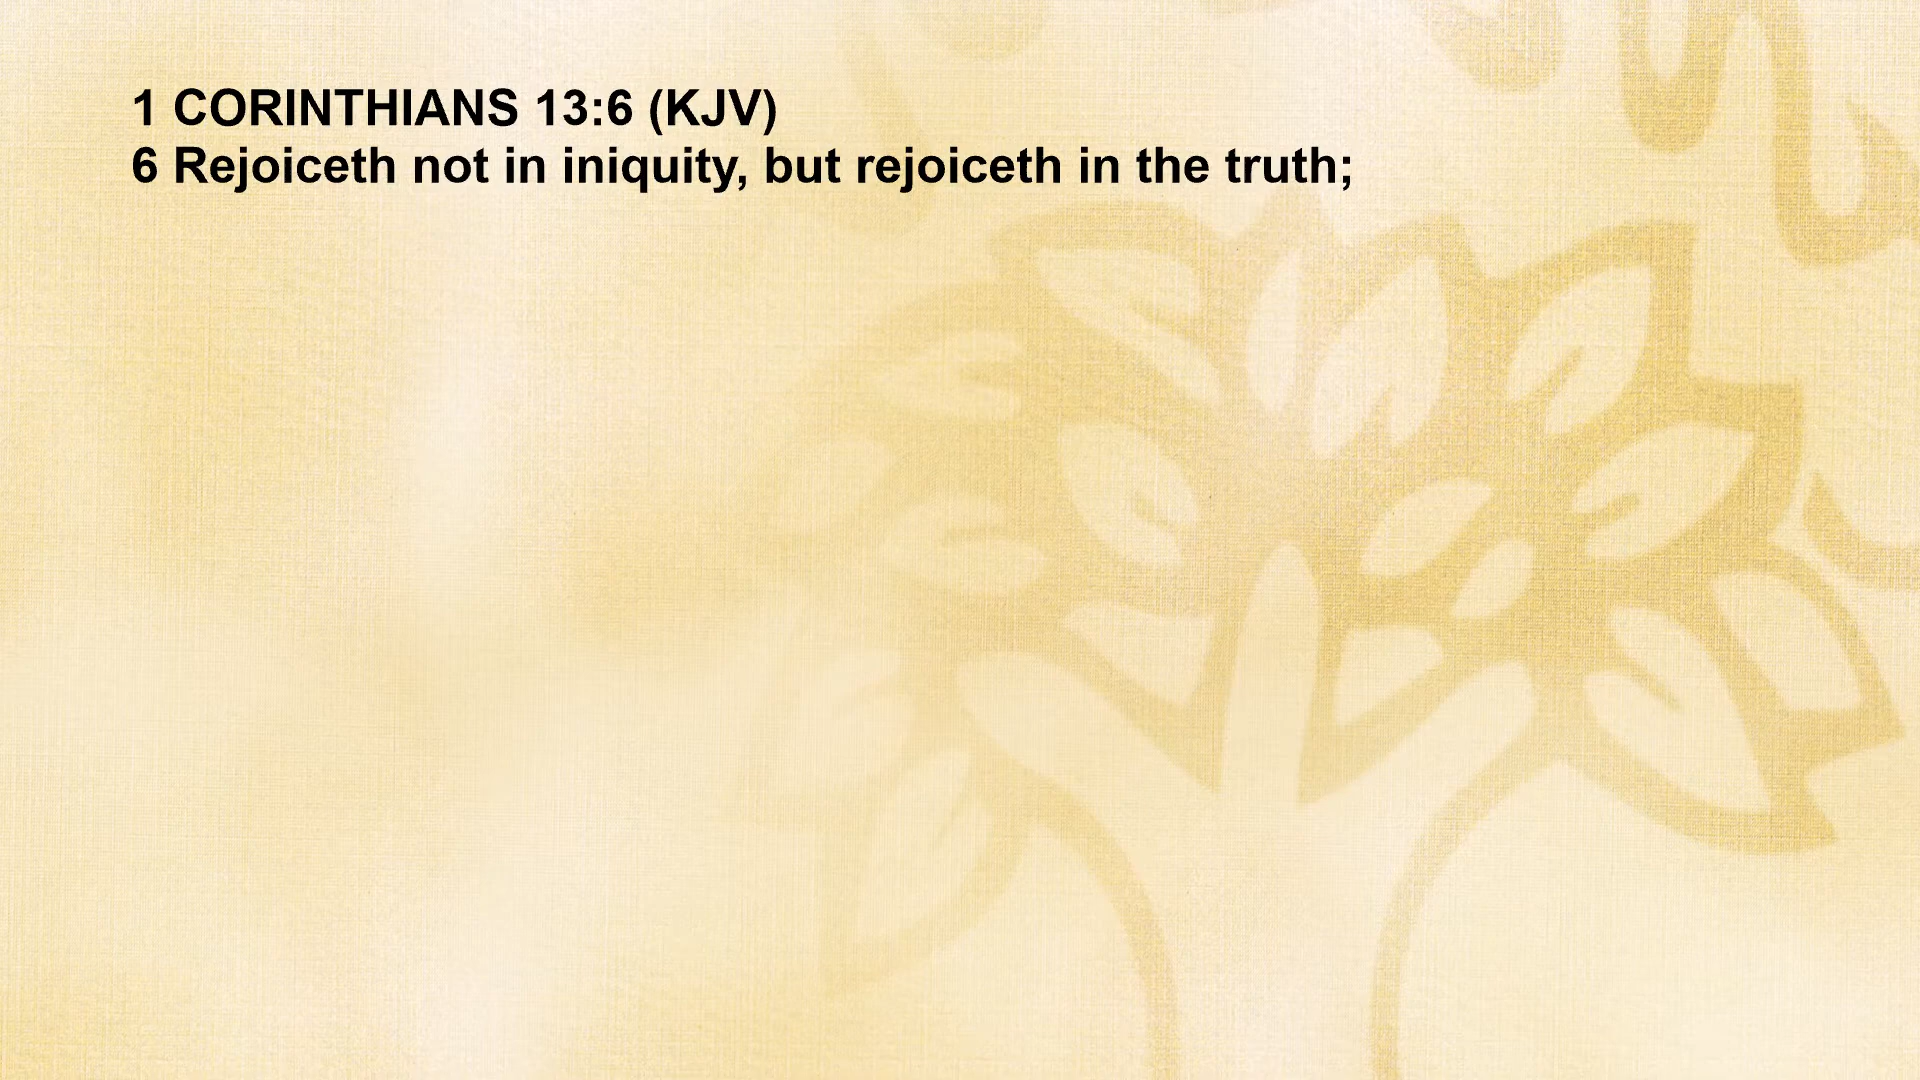 1 CORINTHIANS 13:6 (KJV)
6 Rejoiceth not in iniquity, but rejoiceth in the truth;